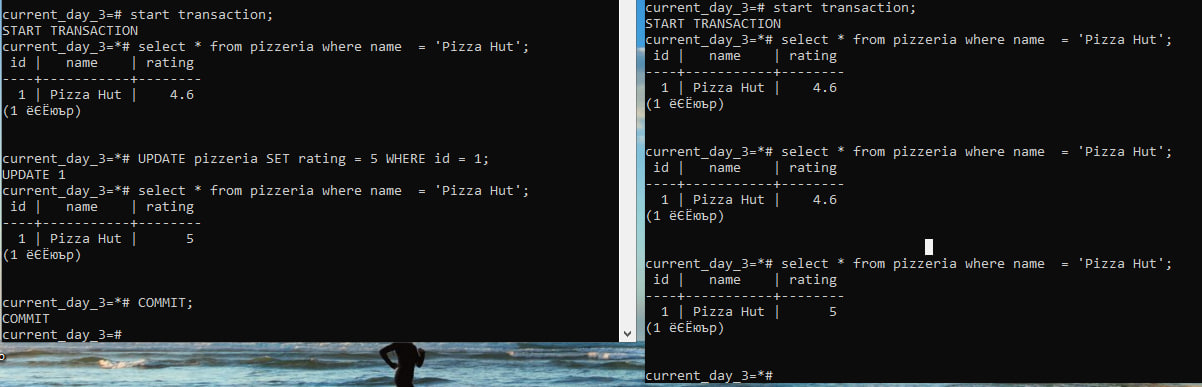 current_day_3=# start transaction;
START TRANSACTION
current_day_3=*# select * from pizzeria where name  = 'Pizza Hut';
 id |   name    | rating
----+-----------+--------
  1 | Pizza Hut |    4.6
(1 ёЄЁюър)
current_day_3=*# UPDATE pizzeria SET rating = 5 WHERE id = 1;
UPDATE 1
current_day_3=*# select * from pizzeria where name  = 'Pizza Hut';
 id |   name    | rating
----+-----------+--------
  1 | Pizza Hut |      5
(1 ёЄЁюър)
current_day_3=*# COMMIT;
COMMIT
current_day_3=#
current_day_3=# start transaction;
START TRANSACTION
current_day_3=*# select * from pizzeria where name  = 'Pizza Hut';
 id |   name    | rating
----+-----------+--------
  1 | Pizza Hut |    4.6
(1 ёЄЁюър)
current_day_3=*# select * from pizzeria where name  = 'Pizza Hut';
 id |   name    | rating
----+-----------+--------
  1 | Pizza Hut |    4.6
(1 ёЄЁюър)
current_day_3=*# select * from pizzeria where name  = 'Pizza Hut';
 id |   name    | rating
----+-----------+--------
  1 | Pizza Hut |      5
(1 ёЄЁюър)
current_day_3=*#